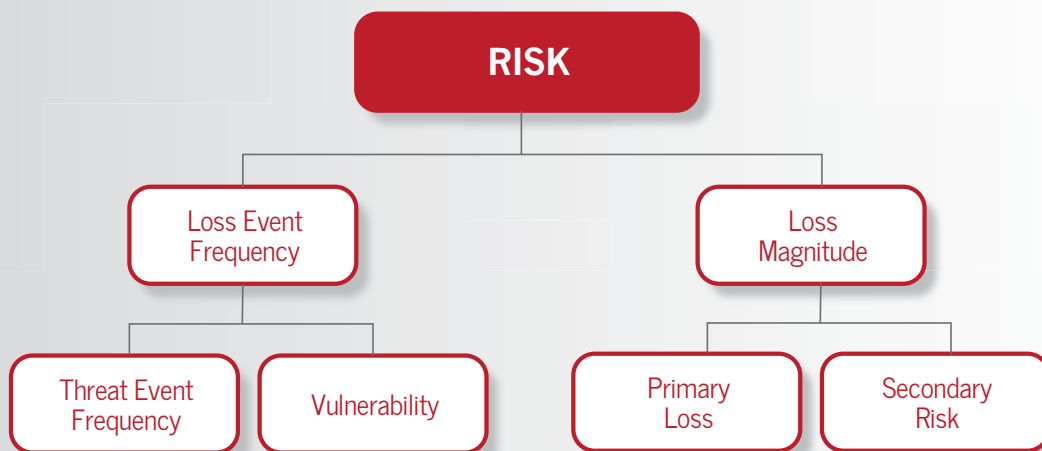 RISK
Loss Event
Frequency
Loss
Magnitude
Threat Event
Frequency
Vulnerability
Primary
Loss
Secondary
Risk